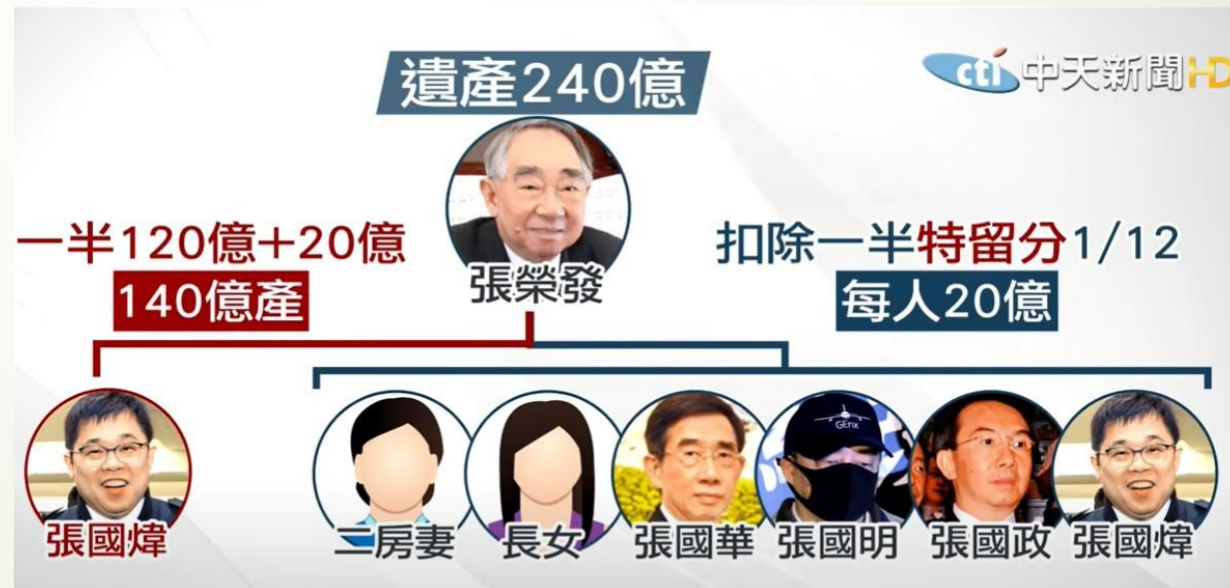 遺產240億
cti 中天新聞HD
一半120億+20億
140億產
張榮發
扣除一半特留分1/12
每人20億
GEnx
張國煒
二房妻
長女
張國華
張國明
張國政
張國煒